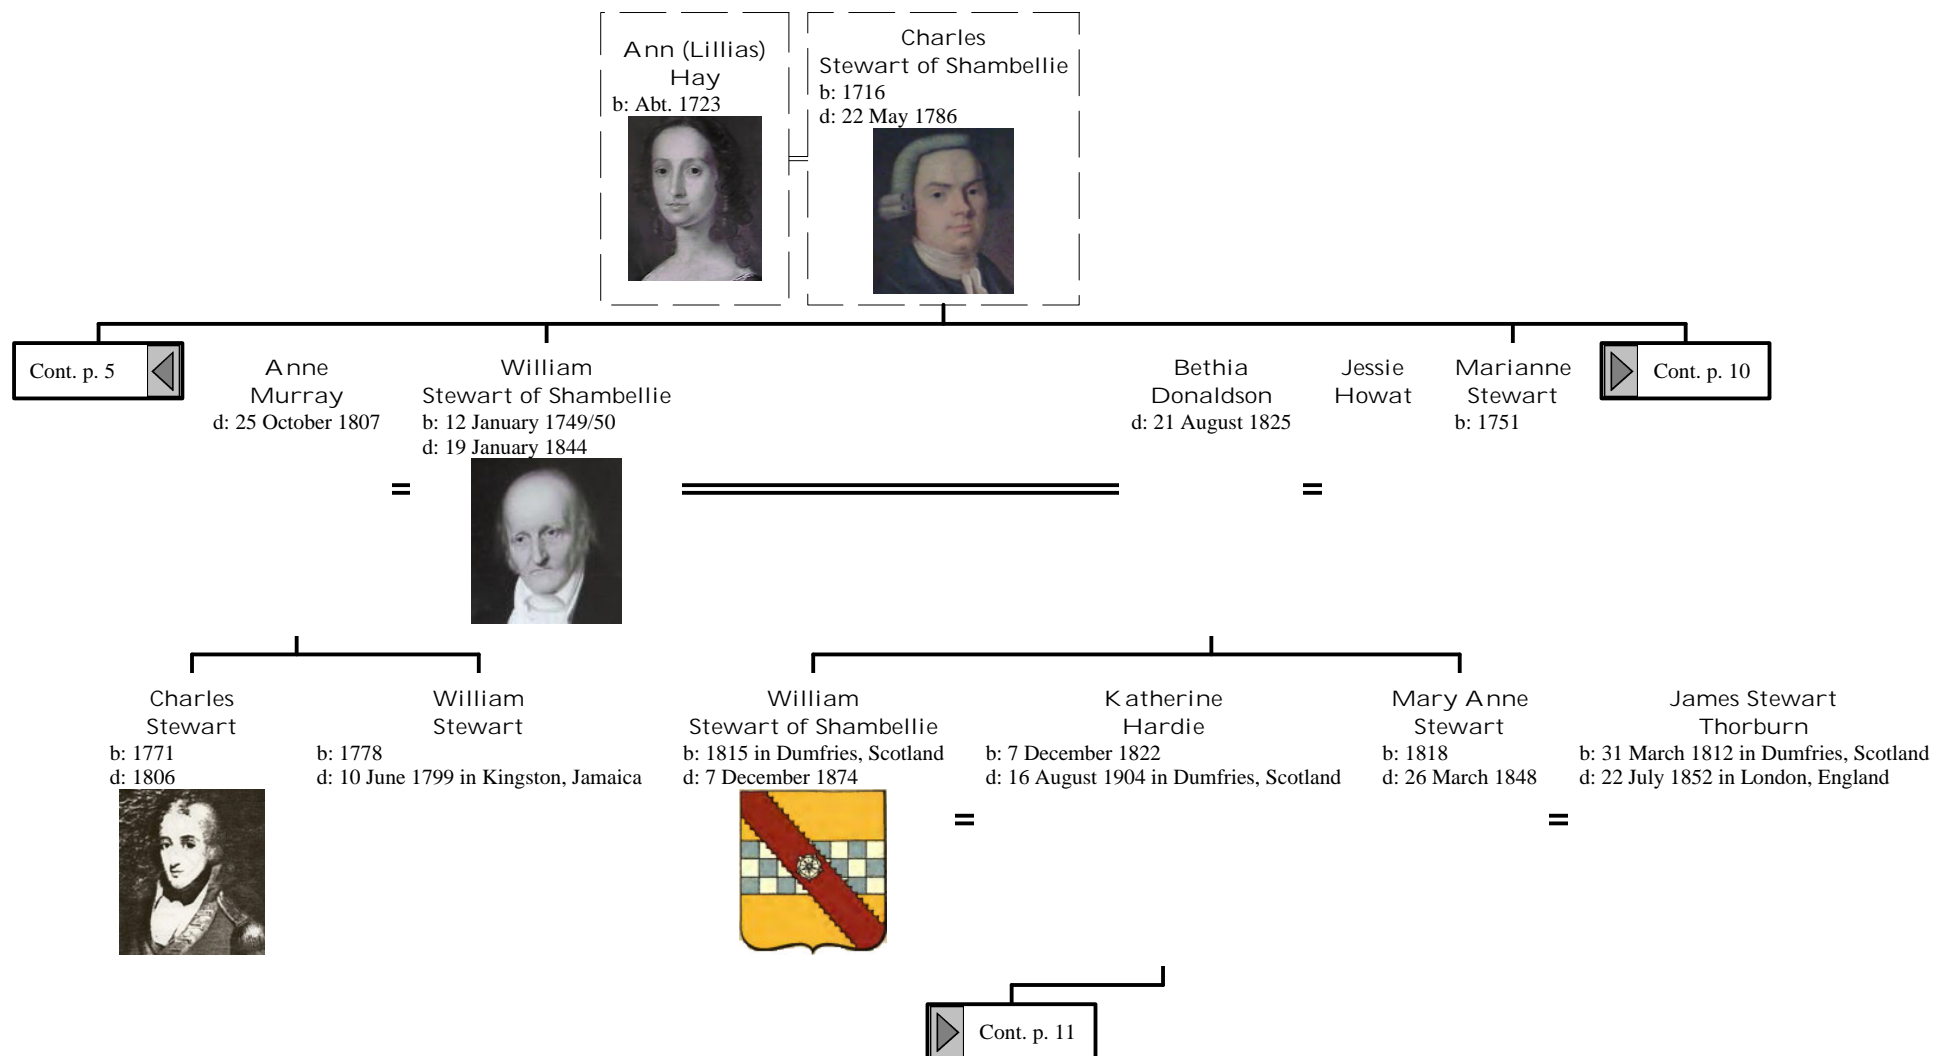 Ann (Lillias)
Hay
b: Abt. 1723
Charles
Stewart of Shambellie
b: 1716
d: 22 May 1786
Cont. p. 5
Anne
Murray
d: 25 October 1807
William
Stewart of Shambellie
b: 12 January 1749/50
d: 19 January 1844
Bethia
Donaldson
d: 21 August 1825
Jessie
Howat
Marianne
Stewart
b: 1751
Cont. p. 10
Charles
Stewart
b: 1771
d: 1806
William
Stewart
b: 1778
d: 10 June 1799 in Kingston, Jamaica
William
Stewart of Shambellie
b: 1815 in Dumfries, Scotland
d: 7 December 1874
Katherine
Hardie
b: 7 December 1822
d: 16 August 1904 in Dumfries, Scotland
Mary Anne
Stewart
b: 1818
d: 26 March 1848
James Stewart
Thorburn
b: 31 March 1812 in Dumfries, Scotland
d: 22 July 1852 in London, England
Cont. p. 11